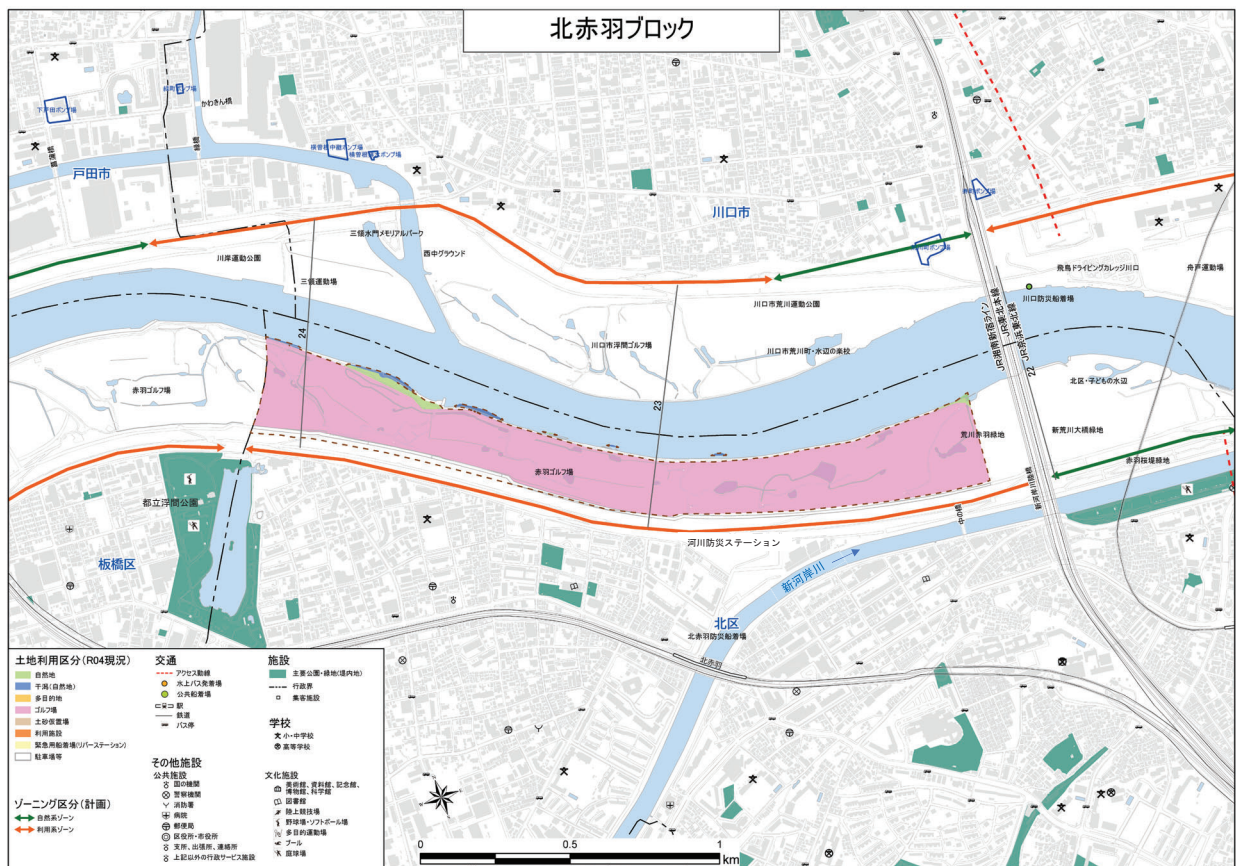 北赤羽ブロック
かわきん橋
下戸田ポンプ場
緑橋
戸田市
川口市
三領水門メモリアルパーク
西中グラウンド
川岸運動公園
三領運動場
24
飛鳥ドライビングカレッジ川口
舟戸運動場
川口防災船着場
川口市荒川運動公園
JR湘南新宿ライン
JR東北本線
JR京浜東北線
22
川口市浮間ゴルフ場
川口市荒川町・水辺の楽校
北区・子どもの水辺
赤羽ゴルフ場
23
荒川赤羽緑地
新荒川大橋緑地
赤羽ゴルフ場
赤羽桜堤緑地
都立浮間公園
中の橋
新河岸川橋梁
河川防災ステーション
板橋区
新河岸川
北区
北赤羽防災船着場
北赤羽
土地利用区分(R04現況)
自然地
干潟(自然地)
多目的地
ゴルフ場
土砂仮置場
利用施設
緊急用船着場(リバーステーション)
駐車場等
ゾーニング区分(計画)
自然系ゾーン
利用系ゾーン
交通
アクセス動線
水上バス発着場
公共船着場
駅
鉄道
バス停
施設
主要公園・緑地(堤内地)
行政界
集客施設
学校
小・中学校
高等学校
その他施設
公共施設
国の機関
警察機関
消防署
病院
郵便局
区役所・市役所
支所、出張所、連絡所
上記以外の行政サービス施設
文化施設
美術館、資料館、記念館、
博物館、科学館
図書館
陸上競技場
野球場・ソフトボール場
多目的運動場
プール
庭球場
0
0.5
1
km